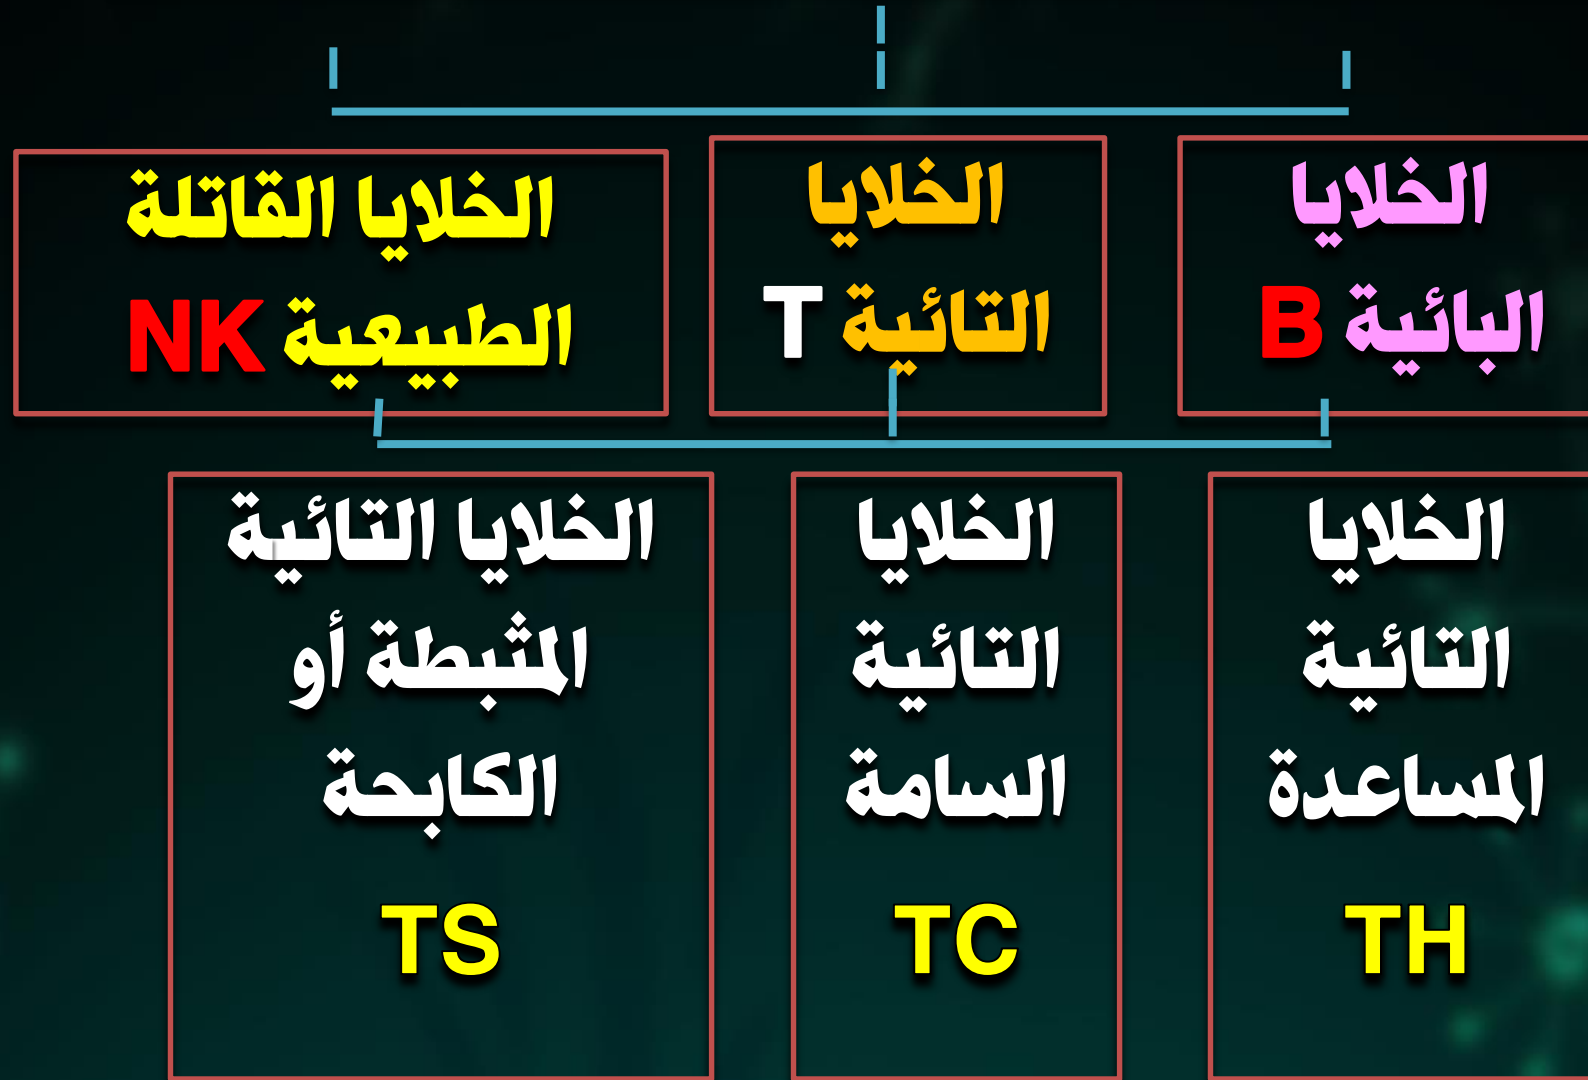 الخلايا
البائية B
الخلايا
التائية T
الخلايا القاتلة
الطبيعية NK
الخلايا
التائية
المساعدة
TH
الخلايا
التائية
السامة
TC
الخلايا التائية
المثبطة أو
الكابحة
TS